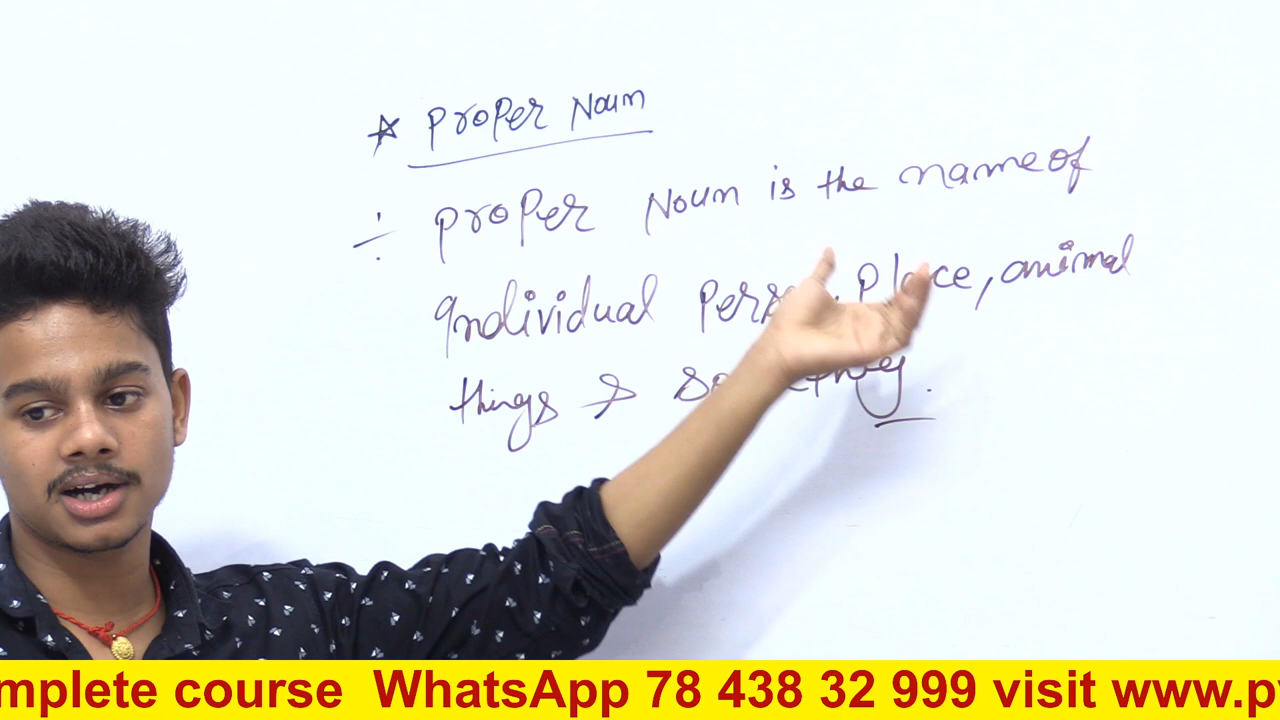 ☆ Proper Noun
÷ Proper Noun is the name of
Individual Person, Place, animal
things &
mplete course WhatsApp 78 438 32 999 visit www.p